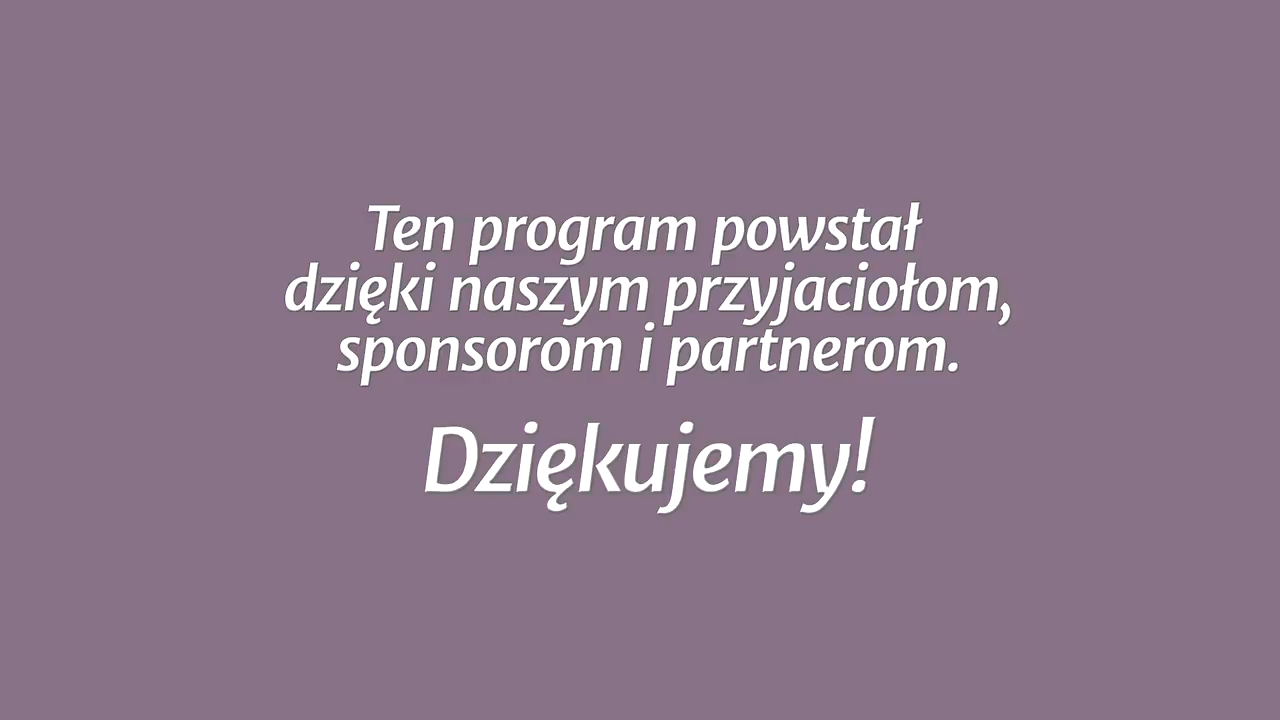 Ten program powstał
dzięki naszym przyjaciołom,
sponsorom i partnerom.
Dziękujemy!